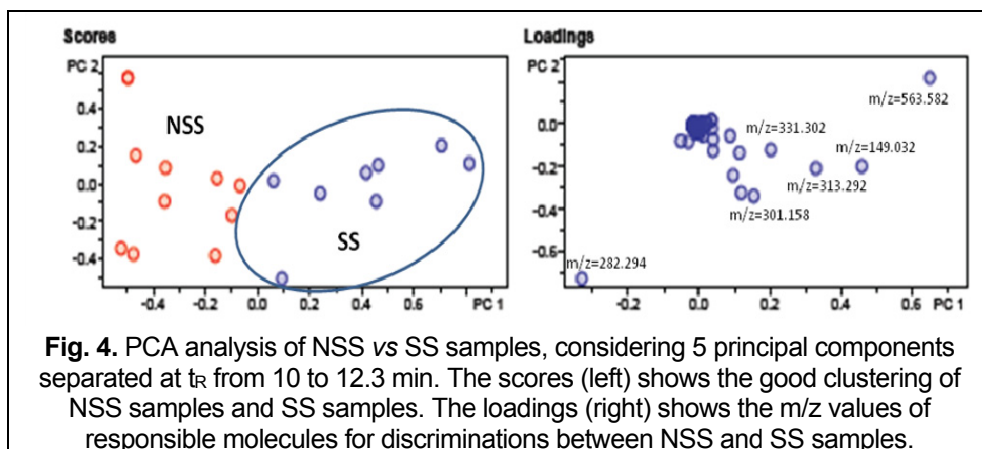 Scores
PC 2
0.4
0.2
0.0
-0.2
-0.4
-0.4
-0.2
0.0
0.2
0.4
0.6
0.8
PC 1
NSS
SS
Loadings
PC 2
0.0
-0.2
-0.4
-0.6
-0.2
0.0
0.2
0.4
0.6
PC 1
m/z=563.582
m/z=331.302
m/z=149.032
m/z=313.292
m/z=301.158
m/z=282.294
Fig. 4. PCA analysis of NSS vs SS samples, considering 5 principal components
separated at tR from 10 to 12.3 min. The scores (left) shows the good clustering of
NSS samples and SS samples. The loadings (right) shows the m/z values of
responsible molecules for discriminations between NSS and SS samples.